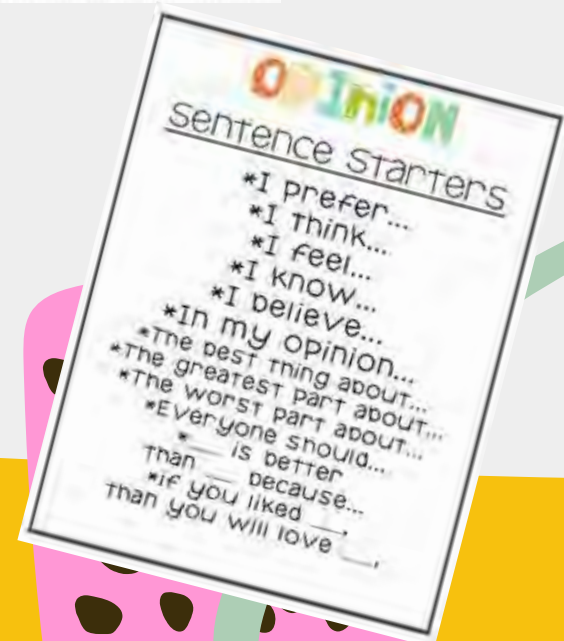 OPINION
Sentence Starters
*I prefer...
*I think...
*I feel...
*I know...
*I believe...
*In my opinion...
*The best thing about...
*The greatest part about...
*The worst part about...
*Everyone should...
*___ is better
than ___ because...
*If you liked ___,
than you will love ___.